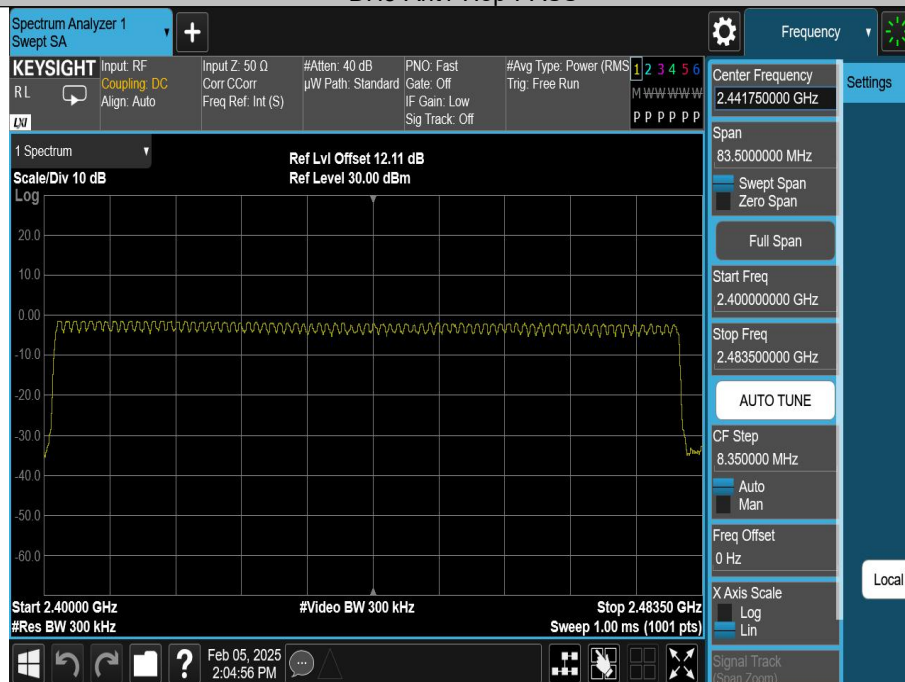 Spectrum Analyzer 1
Swept SA
+
Frequency
KEYSIGHT
RL
LXI
Input: RF
Coupling: DC
Align: Auto
Input Z: 50 Ω
Corr CCorr
Freq Ref: Int (S)
#Atten: 40 dB
µW Path: Standard
PNO: Fast
Gate: Off
IF Gain: Low
Sig Track: Off
#Avg Type: Power (RMS
Trig: Free Run
1 2 3 4 5 6
M W W W W W
P P P P P P
1 Spectrum
Scale/Div 10 dB
Log
Ref Lvl Offset 12.11 dB
Ref Level 30.00 dBm
20.0
10.0
0.00
-10.0
-20.0
-30.0
-40.0
-50.0
-60.0
Start 2.40000 GHz
#Res BW 300 kHz
#Video BW 300 kHz
Stop 2.48350 GHz
Sweep 1.00 ms (1001 pts)
Feb 05, 2025
2:04:56 PM
Settings
Center Frequency
2.441750000 GHz
Span
83.5000000 MHz
Swept Span
Zero Span
Full Span
Start Freq
2.400000000 GHz
Stop Freq
2.483500000 GHz
AUTO TUNE
CF Step
8.350000 MHz
Auto
Man
Freq Offset
0 Hz
X Axis Scale
Log
Lin
Signal Track
(Span Zoom)
Local